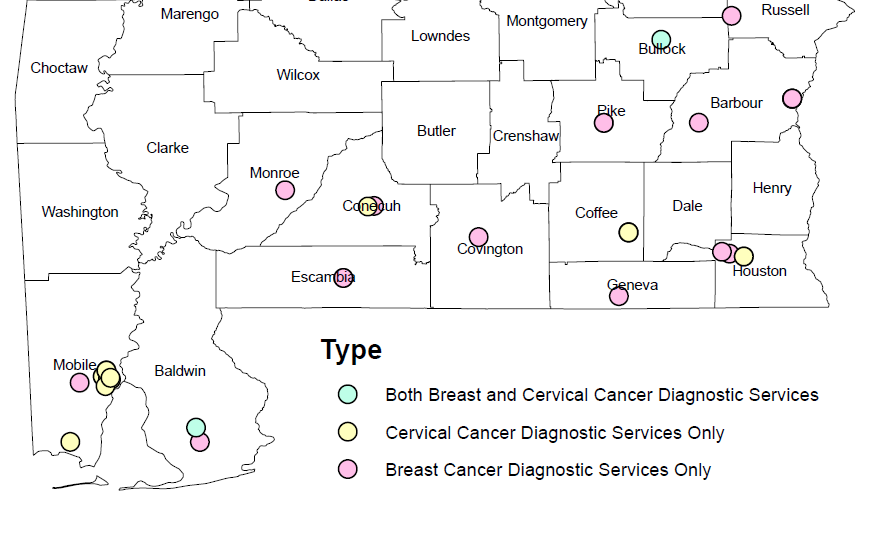 Marengo
Russell
Lowndes
Montgomery
Bullock
Choctaw
Wilcox
Pike
Barbour
Butler
Crenshaw
Clarke
Monroe
Henry
Washington
Conecuh
Coffee
Dale
Covington
Houston
Escambia
Geneva
Type
Mobile
Baldwin
Both Breast and Cervical Cancer Diagnostic Services
Cervical Cancer Diagnostic Services Only
Breast Cancer Diagnostic Services Only